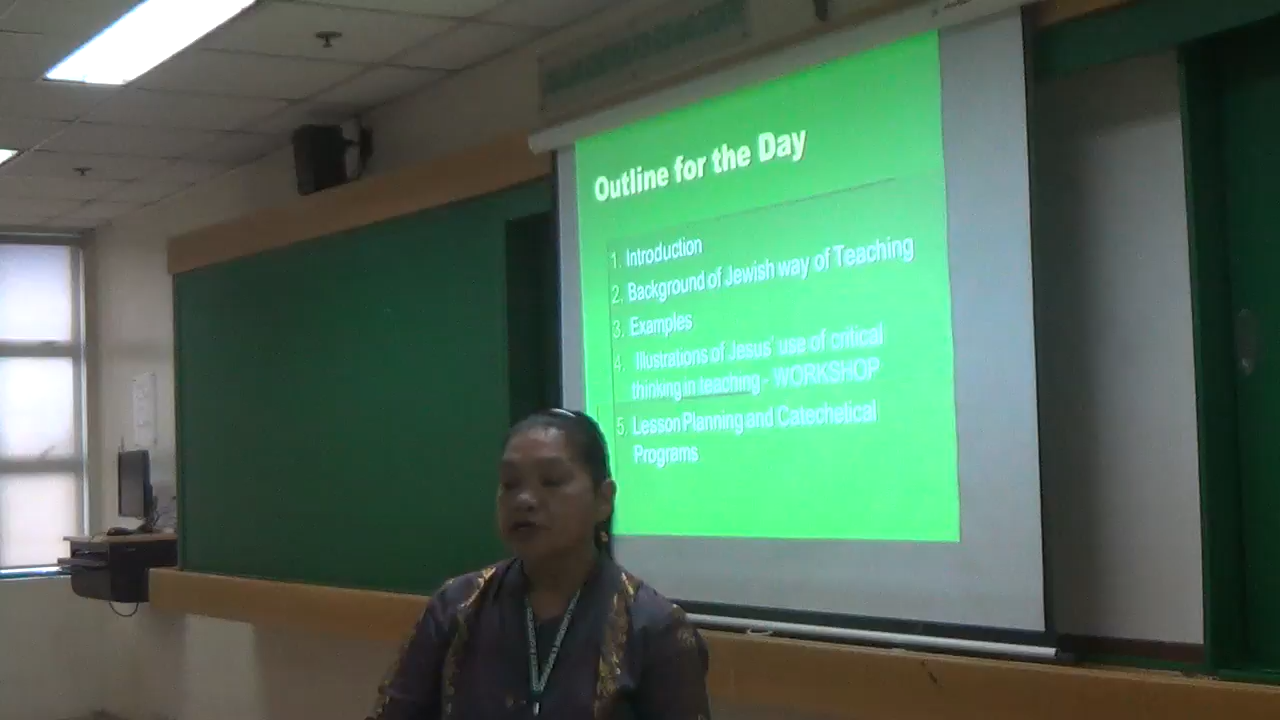 Outline for the Day
1. Introduction
2. Background of Jewish way of Teaching
3. Examples
4. Illustrations of Jesus' use of critical
thinking in teaching - WORKSHOP
5. Lesson Planning and Catechetical
Programs